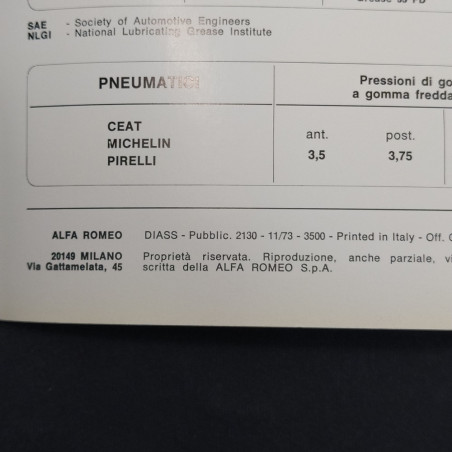 SAE - Society of Automotive Engineers
NLGI - National Lubricating Grease Institute
PNEUMATICI
Pressioni di go
a gomma fredda
CEAT
MICHELIN
PIRELLI
ant. post.
3,5 3,75
ALFA ROMEO DIASS - Pubblic. 2130 - 11/73 - 3500 - Printed in Italy - Off.
20149 MILANO Proprietà riservata. Riproduzione, anche parziale, vi
Via Gattamelata, 45 scritta della ALFA ROMEO S.p.A.